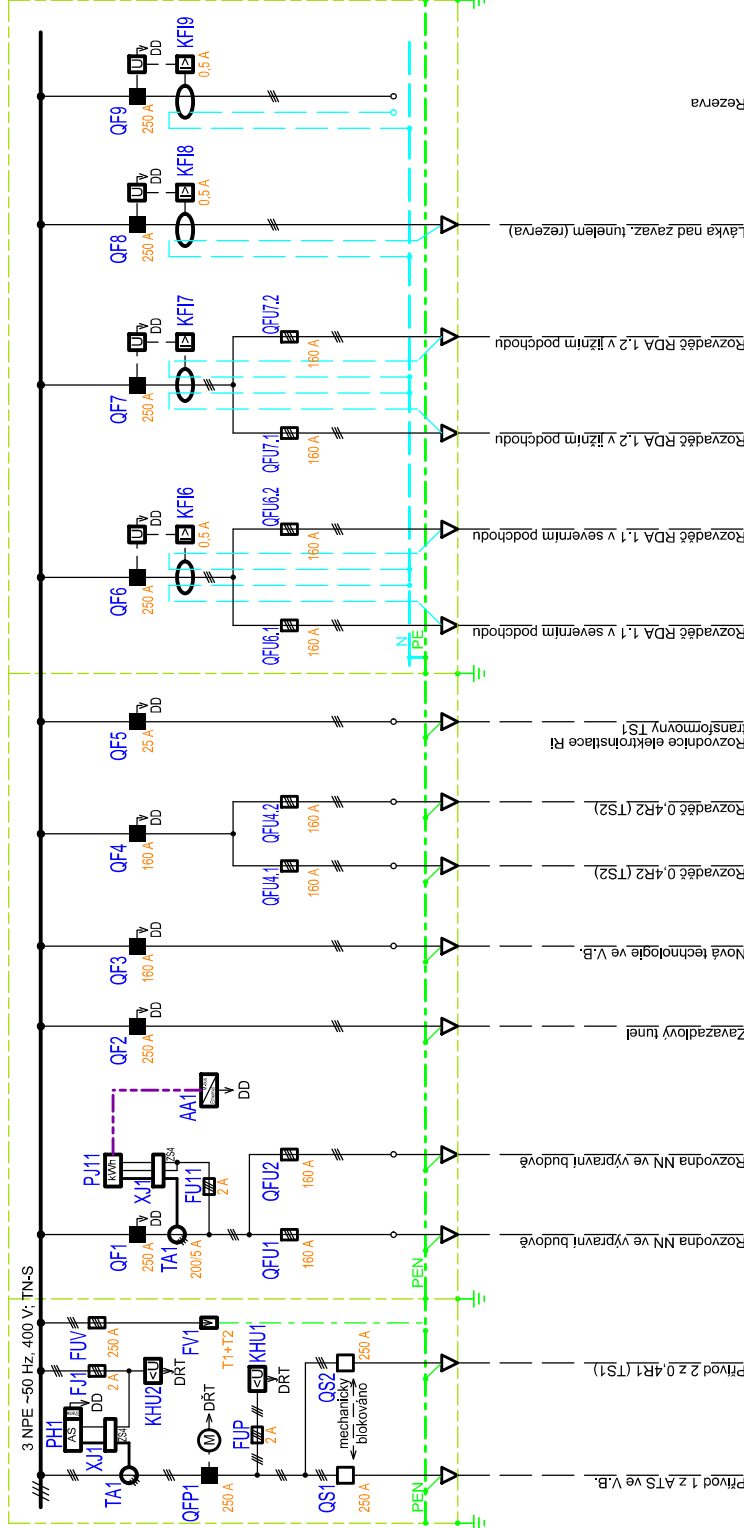 3 NPE ~50 Hz, 400 V; TN-S
PH1
AS
DD
XJ1
ZS4
TA1
FJ1
2 A
KHU2
<U
DŘT
FUV
250 A
FV1
T1+T2
QFP1
250 A
M
DŘT
FUP
2 A
KHU1
<U
DŘT
QS1
250 A
mechanicky
blokováno
QS2
250 A
PEN
Přívod 1 z ATS ve V.B.
Přívod 2 z 0,4R1 (TS1)
QF1
250 A
DD
TA1
200/5 A
PJ11
kWh
XJ1
ZS4
FU11
2 A
AA1
DD
QFU1
160 A
QFU2
160 A
PEN
Rozvodna NN ve výpravní budově
Rozvodna NN ve výpravní budově
QF2
250 A
DD
Zavazadlový tunel
QF3
160 A
DD
Nová technologie ve V.B.
QF4
160 A
DD
QFU4.1
160 A
QFU4.2
160 A
Rozvaděč 0,4R2 (TS2)
Rozvaděč 0,4R2 (TS2)
QF5
25 A
DD
Rozvodnice elektroinstlace Ri
transformovny TS1
N
PE
QF6
250 A
U
DD
I>
KFI6
0,5 A
QFU6.1
160 A
QFU6.2
160 A
Rozvaděč RDA 1.1 v severním podchodu
Rozvaděč RDA 1.1 v severním podchodu
QF7
250 A
U
DD
I>
KFI7
0,5 A
QFU7.1
160 A
QFU7.2
160 A
Rozvaděč RDA 1.2 v jižním podchodu
Rozvaděč RDA 1.2 v jižním podchodu
QF8
250 A
U
DD
I>
KFI8
0,5 A
Lávka nad zavaz. tunelem (rezerva)
QF9
250 A
U
DD
I>
KFI9
0,5 A
Rezerva